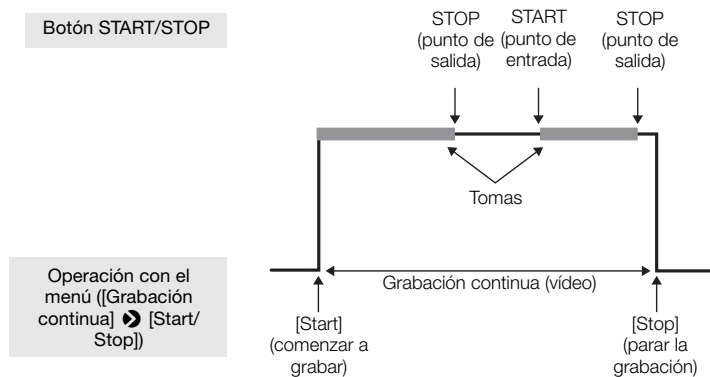 Botón START/STOP
STOP
(punto de
salida)
START
(punto de
entrada)
STOP
(punto de
salida)
Tomas
Operación con el
menú ([Grabación
continua] > [Start/
Stop])
Grabación continua (vídeo)
[Start]
(comenzar a
grabar)
[Stop]
(parar la
grabación)